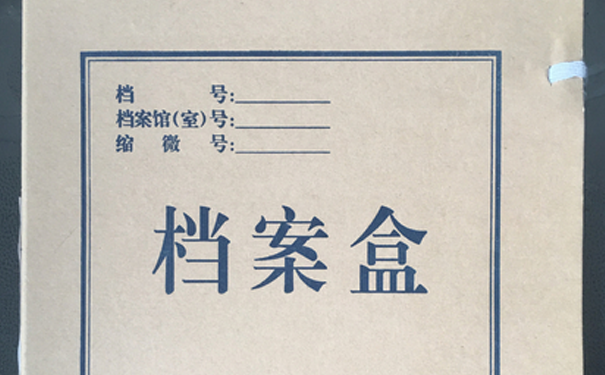 档 号:
档案馆(室)号:
缩 微 号:
档案盒